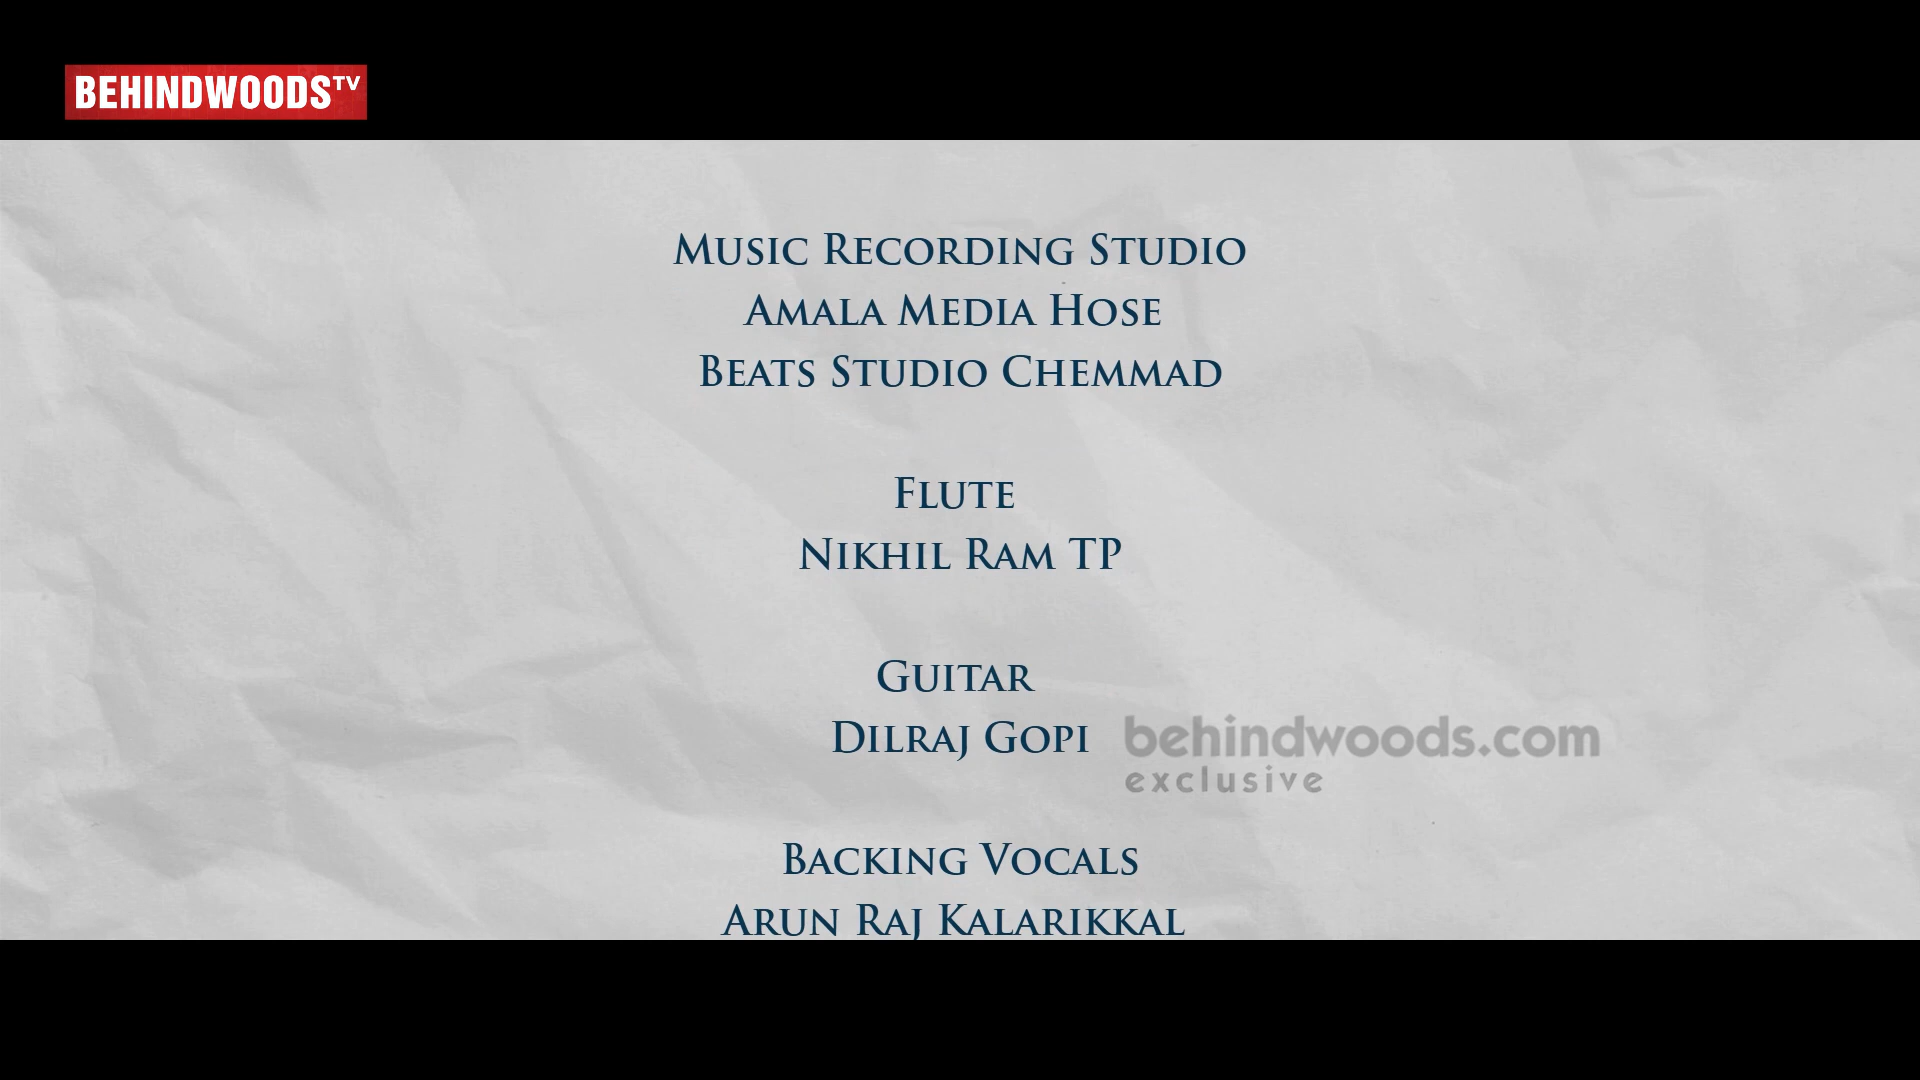 BEHINDWOODS TV
Music Recording Studio
Amala Media Hose
Beats Studio Chemmad
Flute
Nikhil Ram TP
Guitar
Dilraj Gopi
behindwoods.com
exclusive
Backing Vocals
Arun Raj Kalarikkal